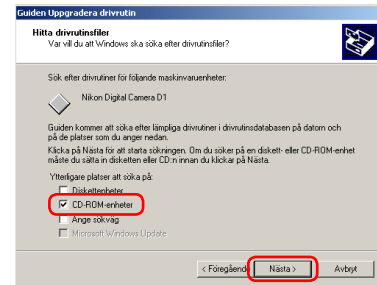 Guiden Uppgradera drivrutin
Hitta drivrutinsfiler
Var vill du att Windows ska söka efter drivrutinsfiler?
Sök efter drivrutiner för följande maskinvaruenheter:
Nikon Digital Camera D1
Guiden kommer att söka efter lämpliga drivrutiner i drivrutinsdatabasen på datorn och
på de platser som du anger nedan.
Klicka på Nästa för att starta sökningen. Om du söker på en diskett- eller CD-ROM-enhet
måste du sätta in disketten eller CD:n innan du klickar på Nästa.
Ytterligare platser att söka på:
Diskettenheter
CD-ROM-enheter
Ange sökväg
Microsoft Windows Update
< Föregående Nästa > Avbryt